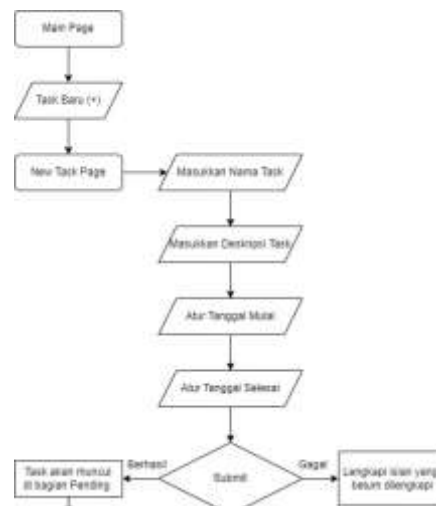 Main Page
Task Baru (+)
New Task Page
Masukkan Nama Task
Masukkan Deskripsi Task
Atur Tanggal Mulai
Atur Tanggal Selesai
Berhasil
Submit
Gagal
Task akan muncul
di bagian Pending
Lengkapi isian yang
belum dilengkapi